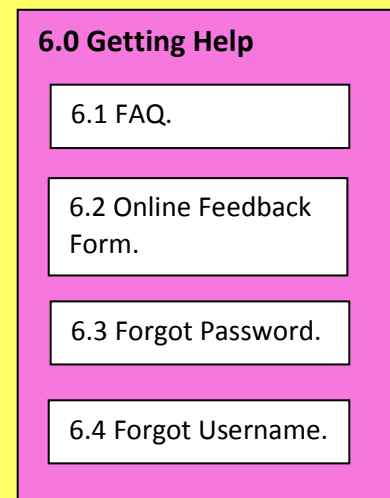 6.0 Getting Help
6.1 FAQ.
6.2 Online Feedback
Form.
6.3 Forgot Password.
6.4 Forgot Username.